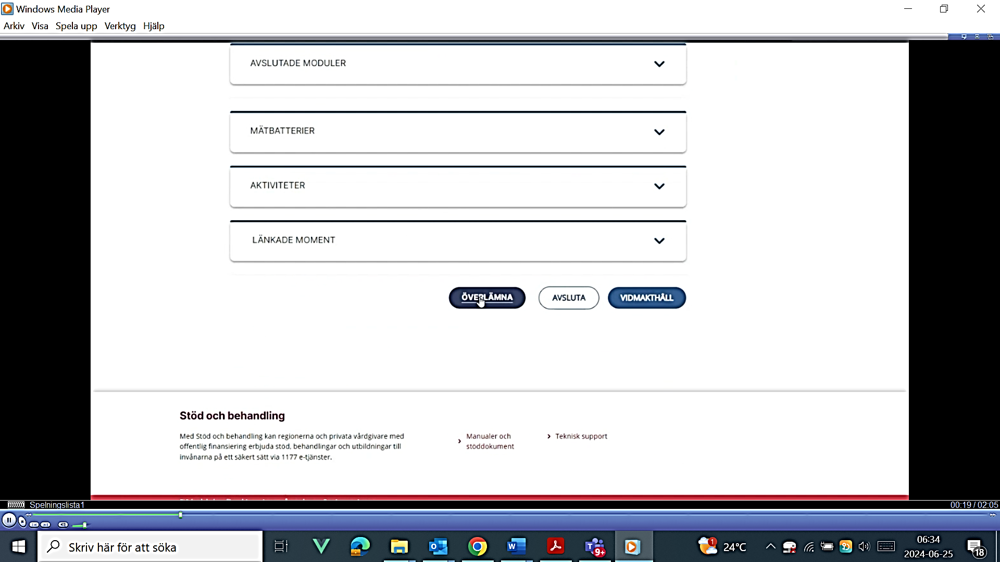 Windows Media Player
Arkiv Visa Spela upp Verktyg Hjälp
AVSLUTADE MODULER
MÄTBATTERIER
AKTIVITETER
LÄNKADE MOMENT
ÖVERLÄMNA AVSLUTA VIDMAKTHÅLL
Stöd och behandling
Med Stöd och behandling kan regionerna och privata vårdgivare med
offentlig finansiering erbjuda stöd, behandlingar och utbildningar till
invånarna på ett säkert sätt via 1177 e-tjänster.
Manualer och
stöddokument
Teknisk support
Spelningslista1
00:19 / 02:05
Skriv här för att söka
9+
1
24°C
06:34
2024-06-25
18